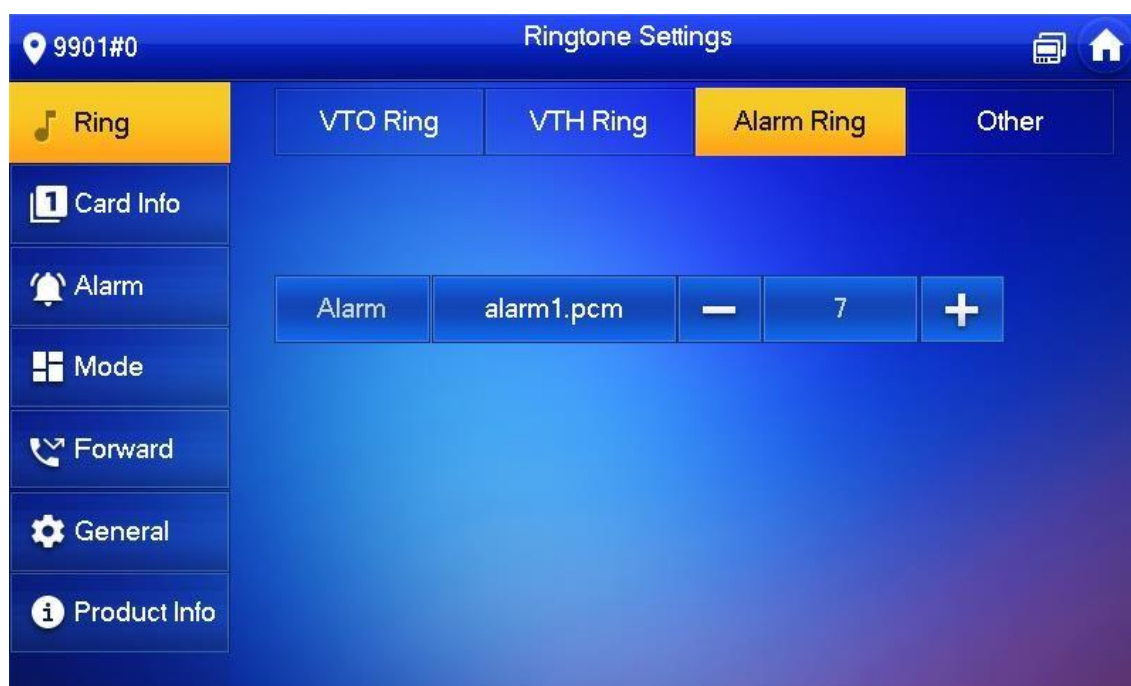 9901#0
Ringtone Settings
Ring
VTO Ring
VTH Ring
Alarm Ring
Other
1 Card Info
Alarm
Alarm
alarm1.pcm
7
Mode
Forward
General
Product Info